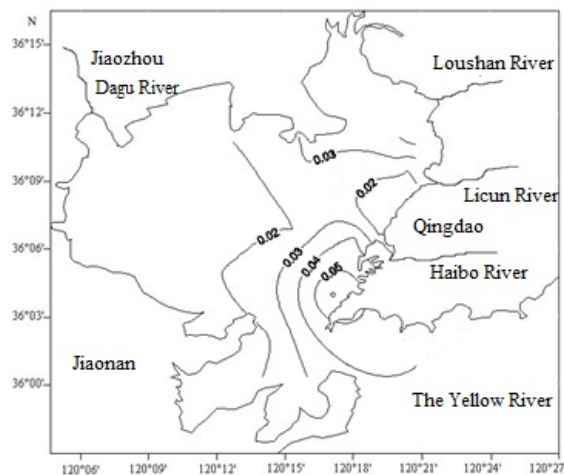 N
36°15'
Jiaozhou
Loushan River
Dagu River
36°12'
0.03
36°09'
0.02
Licun River
Qingdao
0.02
36°06'
0.03
0.04
0.05
Haibo River
36°03'
Jiaonan
36°00'
The Yellow River
120°06' 120°09' 120°12' 120°15' 120°18' 120°21' 120°24' 120°27